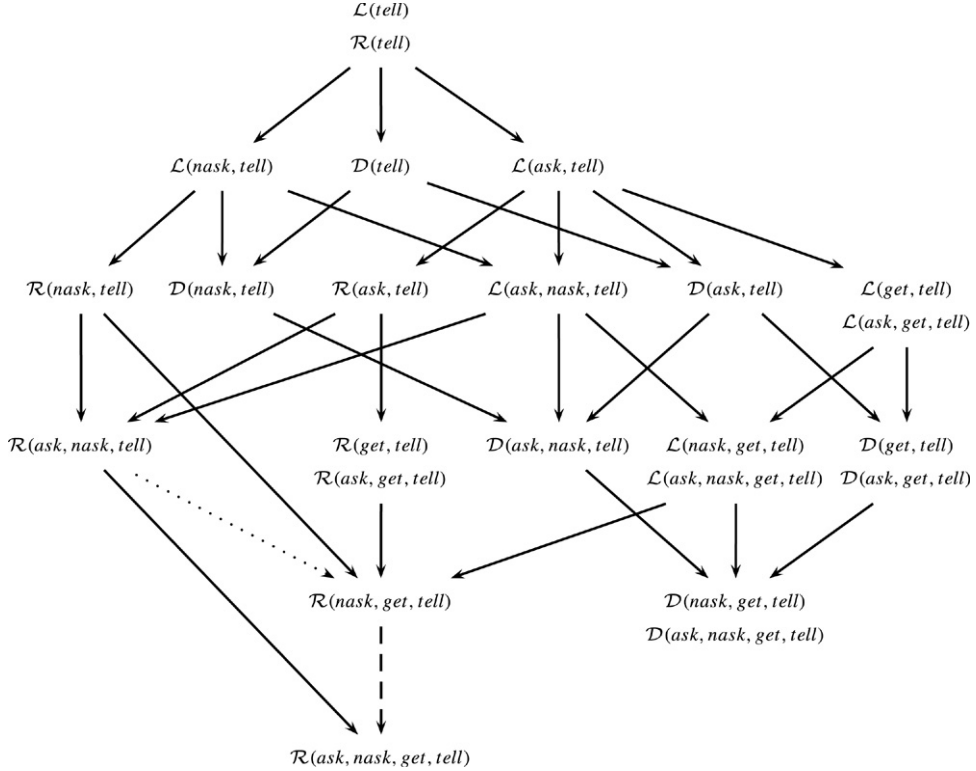 ℒ(tell)
ℛ(tell)
ℒ(nask, tell)
𝒟(tell)
ℒ(ask, tell)
ℛ(nask, tell)
𝒟(nask, tell)
ℛ(ask, tell)
ℒ(ask, nask, tell)
𝒟(ask, tell)
ℒ(get, tell)
ℒ(ask, get, tell)
ℛ(ask, nask, tell)
ℛ(get, tell)
ℛ(ask, get, tell)
𝒟(ask, nask, tell)
ℒ(nask, get, tell)
ℒ(ask, nask, get, tell)
𝒟(get, tell)
𝒟(ask, get, tell)
ℛ(nask, get, tell)
𝒟(nask, get, tell)
𝒟(ask, nask, get, tell)
ℛ(ask, nask, get, tell)